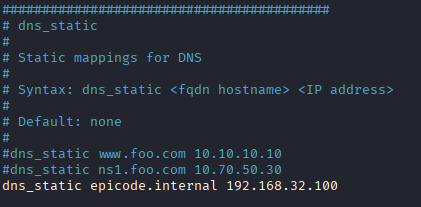 #########################################
# dns_static
#
# Static mappings for DNS
#
# Syntax: dns_static <fqdn hostname> <IP address>
#
# Default: none
#
#dns_static www.foo.com 10.10.10.10
#dns_static ns1.foo.com 10.70.50.30
dns_static epicode.internal 192.168.32.100